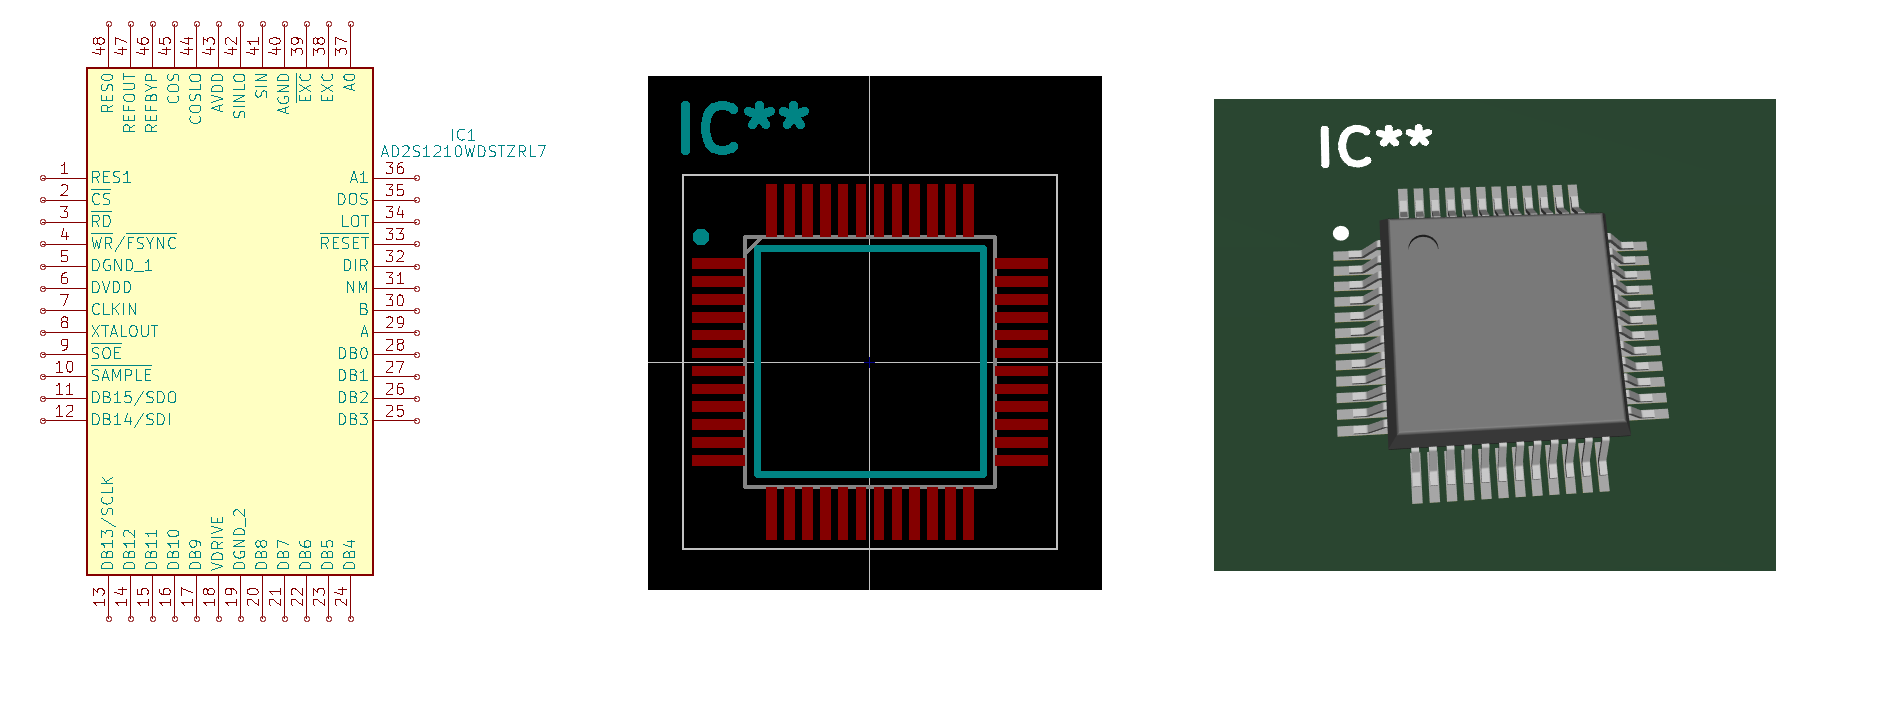 48 47 46 45 44 43 42 41 40 39 38 37
RES0 REFOUT REFBYP COS COSLO AVDD SINLO SIN AGND EXC EXC A0
IC1
AD2S1210WDSTZRL7
1 RES1 A1 36
2 CS DOS 35
3 RD LOT 34
4 WR/FSYNC RESET 33
5 DGND_1 DIR 32
6 DVDD NM 31
7 CLKIN B 30
8 XTALOUT A 29
9 SOE DB0 28
10 SAMPLE DB1 27
11 DB15/SDO DB2 26
12 DB14/SDI DB3 25
DB13/SCLK DB12 DB11 DB10 DB9 VDRIVE DGND_2 DB8 DB7 DB6 DB5 DB4
13 14 15 16 17 18 19 20 21 22 23 24
IC**
IC**